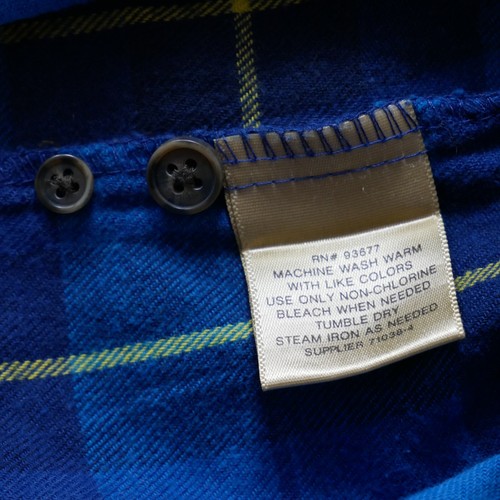 RN# 93677
MACHINE WASH WARM
WITH LIKE COLORS
USE ONLY NON-CHLORINE
BLEACH WHEN NEEDED
TUMBLE DRY
STEAM IRON AS NEEDED
SUPPLIER 71038-4